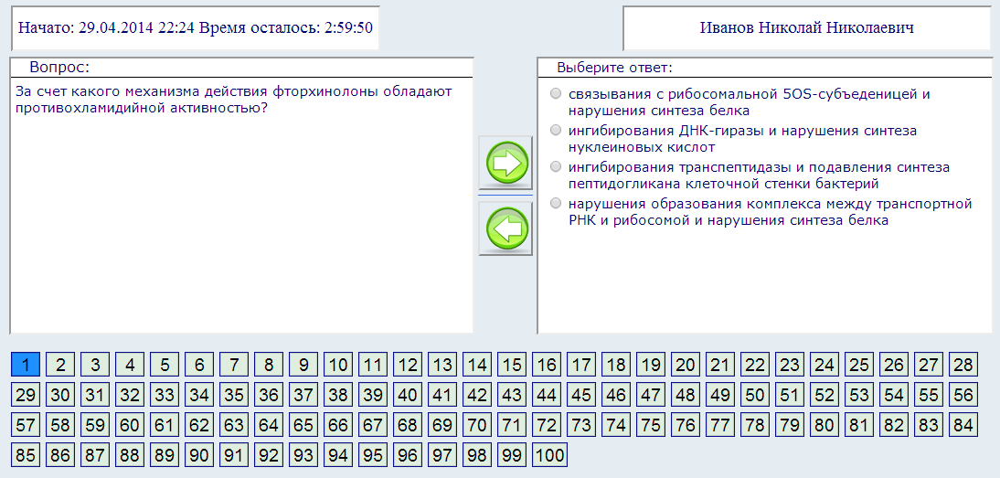 Начато: 29.04.2014 22:24 Время осталось: 2:59:50
Иванов Николай Николаевич
Вопрос:
За счет какого механизма действия фторхинолоны обладают
противохламидийной активностью?
Выберите ответ:
связывания с рибосомальной 5OS-субъеденицей и
нарушения синтеза белка
ингибирования ДНК-гиразы и нарушения синтеза
нуклеиновых кислот
ингибирования транспептидазы и подавления синтеза
пептидогликана клеточной стенки бактерий
нарушения образования комплекса между транспортной
РНК и рибосомой и нарушения синтеза белка
1 2 3 4 5 6 7 8 9 10 11 12 13 14 15 16 17 18 19 20 21 22 23 24 25 26 27 28
29 30 31 32 33 34 35 36 37 38 39 40 41 42 43 44 45 46 47 48 49 50 51 52 53 54 55 56
57 58 59 60 61 62 63 64 65 66 67 68 69 70 71 72 73 74 75 76 77 78 79 80 81 82 83 84
85 86 87 88 89 90 91 92 93 94 95 96 97 98 99 100